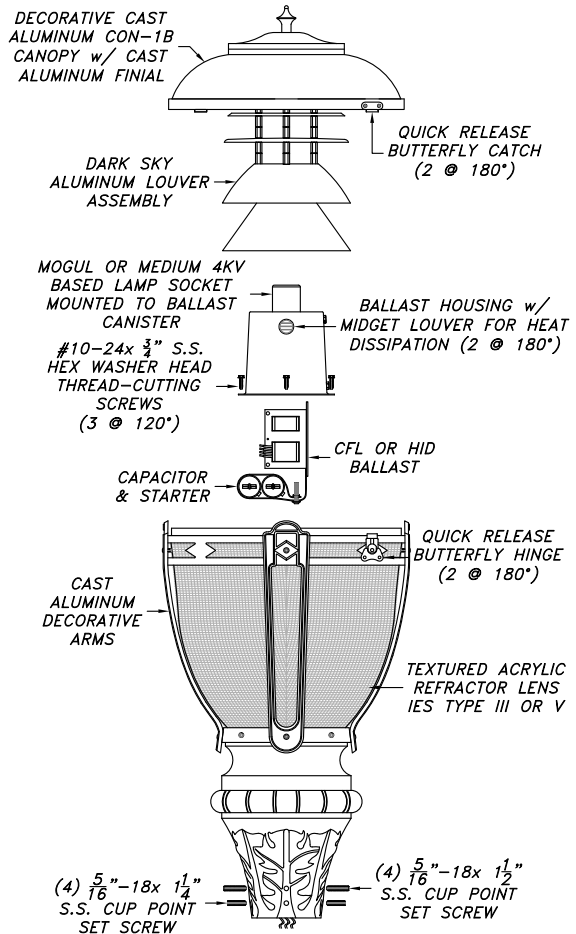 DECORATIVE CAST
ALUMINUM CON-1B
CANOPY w/ CAST
ALUMINUM FINIAL
QUICK RELEASE
BUTTERFLY CATCH
(2 @ 180°)
DARK SKY
ALUMINUM LOUVER
ASSEMBLY
MOGUL OR MEDIUM 4KV
BASED LAMP SOCKET
MOUNTED TO BALLAST
CANISTER
BALLAST HOUSING w/
MIDGET LOUVER FOR HEAT
DISSIPATION (2 @ 180°)
#10-24x 3/4" S.S.
HEX WASHER HEAD
THREAD-CUTTING
SCREWS
(3 @ 120°)
CFL OR HID
BALLAST
CAPACITOR
& STARTER
QUICK RELEASE
BUTTERFLY HINGE
(2 @ 180°)
CAST
ALUMINUM
DECORATIVE
ARMS
TEXTURED ACRYLIC
REFRACTOR LENS
IES TYPE III OR V
(4) 5/16"-18x 1 1/4"
S.S. CUP POINT
SET SCREW
(4) 5/16"-18x 1 1/2"
S.S. CUP POINT
SET SCREW